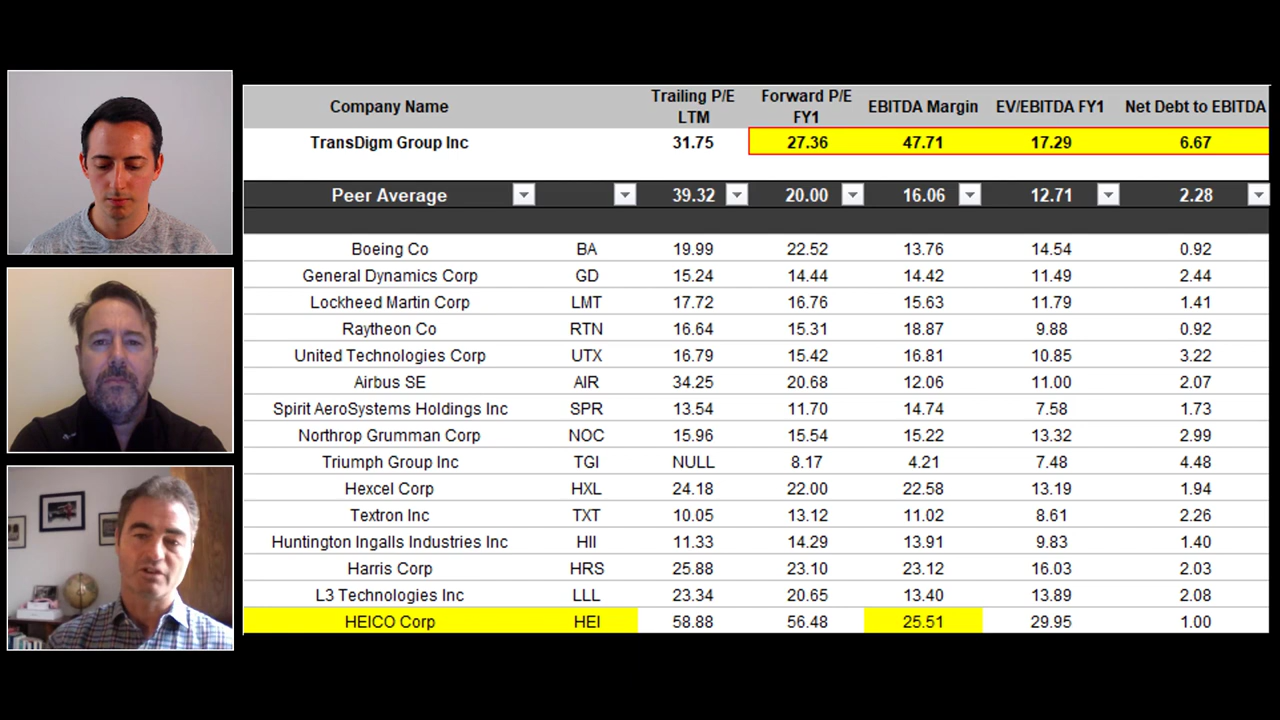 Company Name Trailing P/E LTM Forward P/E FY1 EBITDA Margin EV/EBITDA FY1 Net Debt to EBITDA
TransDigm Group Inc 31.75 27.36 47.71 17.29 6.67
Peer Average 39.32 20.00 16.06 12.71 2.28
Boeing Co BA 19.99 22.52 13.76 14.54 0.92
General Dynamics Corp GD 15.24 14.44 14.42 11.49 2.44
Lockheed Martin Corp LMT 17.72 16.76 15.63 11.79 1.41
Raytheon Co RTN 16.64 15.31 18.87 9.88 0.92
United Technologies Corp UTX 16.79 15.42 16.81 10.85 3.22
Airbus SE AIR 34.25 20.68 12.06 11.00 2.07
Spirit AeroSystems Holdings Inc SPR 13.54 11.70 14.74 7.58 1.73
Northrop Grumman Corp NOC 15.96 15.54 15.22 13.32 2.99
Triumph Group Inc TGI NULL 8.17 4.21 7.48 4.48
Hexcel Corp HXL 24.18 22.00 22.58 13.19 1.94
Textron Inc TXT 10.05 13.12 11.02 8.61 2.26
Huntington Ingalls Industries Inc HII 11.33 14.29 13.91 9.83 1.40
Harris Corp HRS 25.88 23.10 23.12 16.03 2.03
L3 Technologies Inc LLL 23.34 20.65 13.40 13.89 2.08
HEICO Corp HEI 58.88 56.48 25.51 29.95 1.00